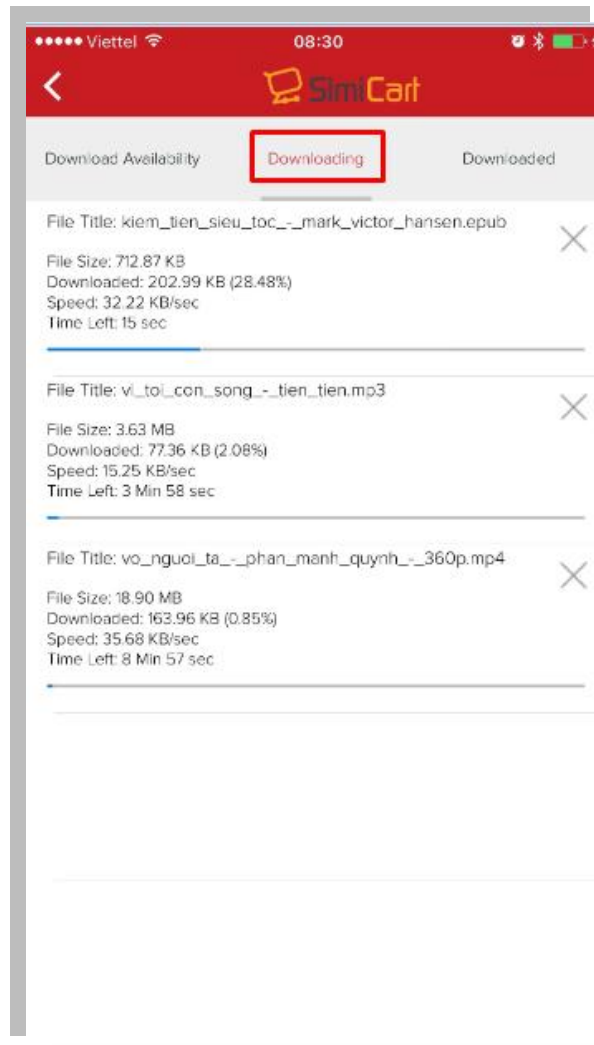 Viettel 08:30
SimiCart
Download Availability Downloading Downloaded
File Title: kiem_tien_sieu_toc_-_mark_victor_hansen.epub
File Size: 712.87 KB
Downloaded: 202.99 KB (28.48%)
Speed: 32.22 KB/sec
Time Left: 15 sec
File Title: vi_toi_con_song_-_tien_tien.mp3
File Size: 3.63 MB
Downloaded: 77.36 KB (2.08%)
Speed: 15.25 KB/sec
Time Left: 3 Min 58 sec
File Title: vo_nguoi_ta_-_phan_manh_quynh_-_360p.mp4
File Size: 18.90 MB
Downloaded: 163.96 KB (0.85%)
Speed: 35.68 KB/sec
Time Left: 8 Min 57 sec